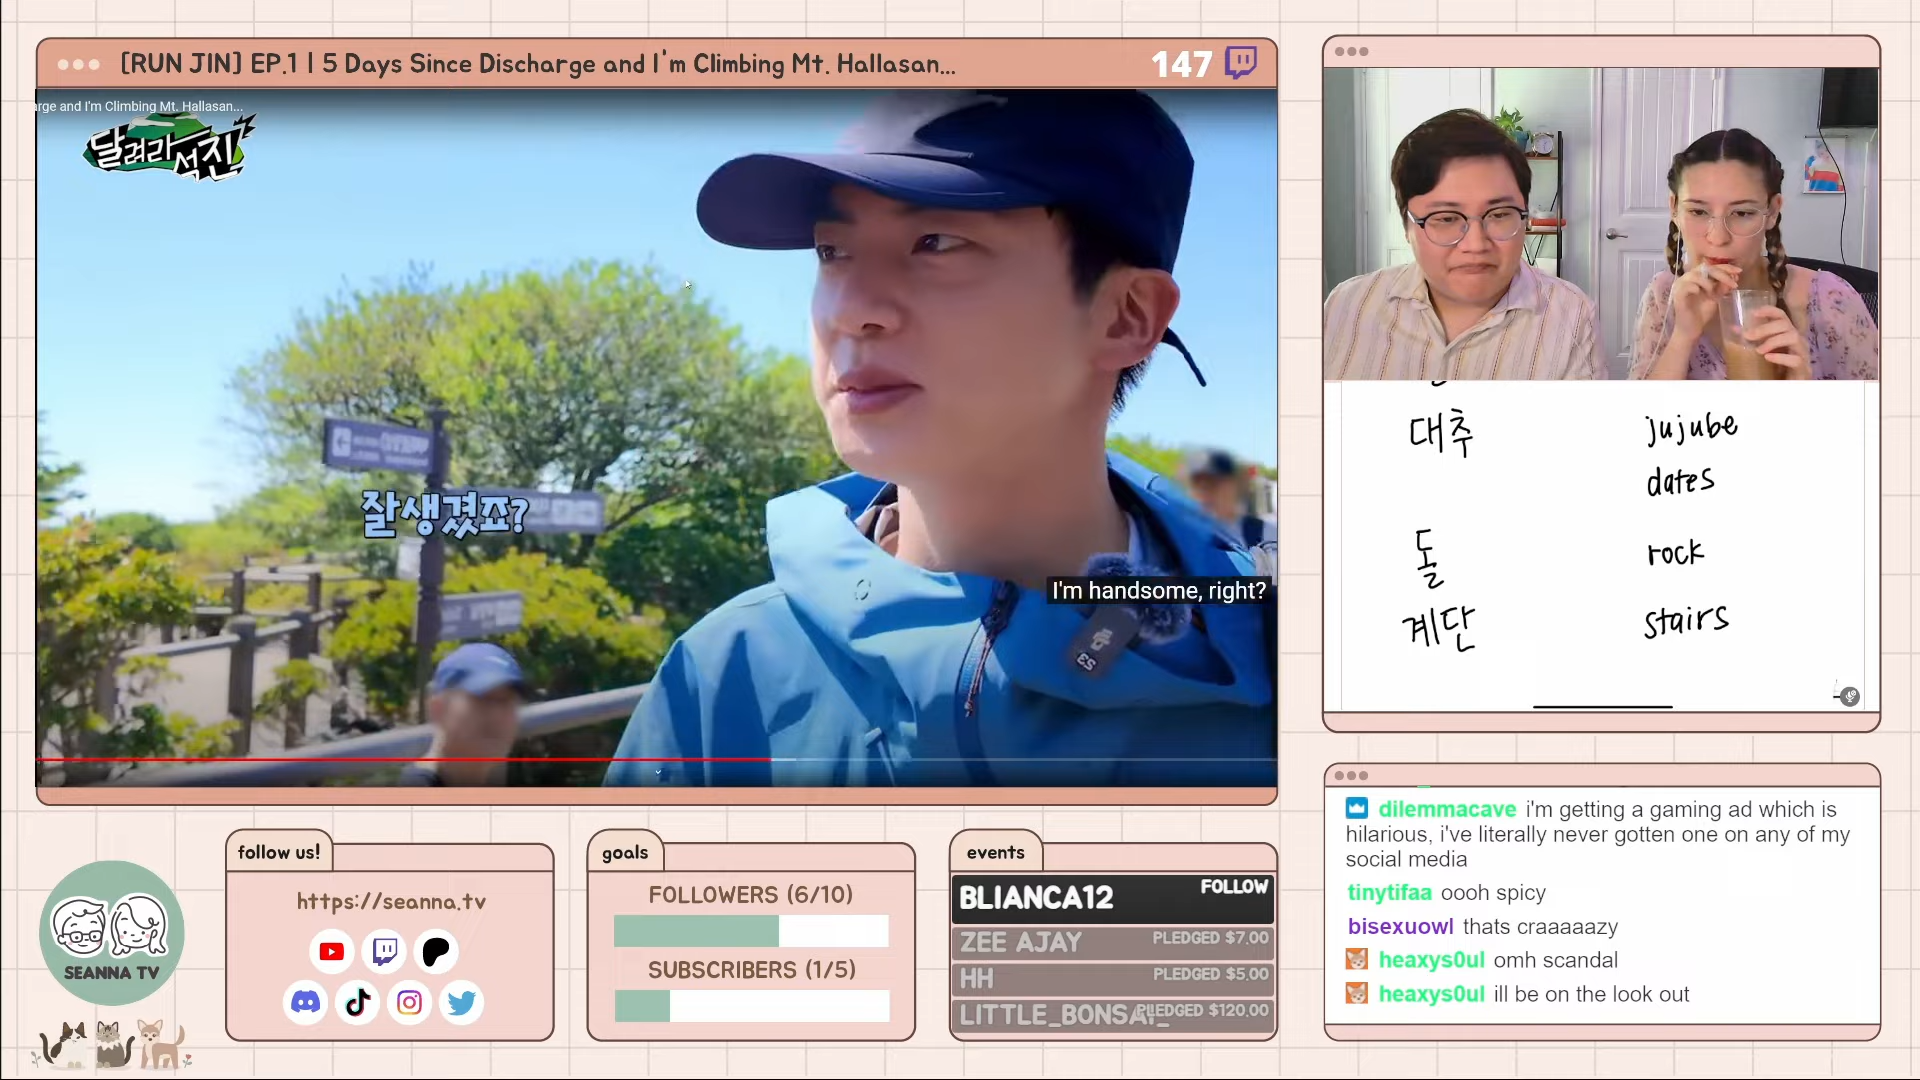 [RUN JIN] EP.1 | 5 Days Since Discharge and I'm Climbing Mt. Hallasan...
147
arge and I'm Climbing Mt. Hallasan...
달려라
석진
잘생겼죠?
I'm handsome, right?
53
대추 jujube
dates
돌 rock
계단 stairs
dilemmacave i'm getting a gaming ad which is
hilarious, i've literally never gotten one on any of my
social media
tinytifaa oooh spicy
bisexuowl thats craaaaazy
heaxys0ul omh scandal
heaxys0ul ill be on the look out
SEANNA TV
follow us!
https://seanna.tv
goals
FOLLOWERS (6/10)
SUBSCRIBERS (1/5)
events
BLIANCA12 FOLLOW
ZEE AJAY PLEDGED $7.00
HH PLEDGED $5.00
LITTLE_BONSAI_ PLEDGED $120.00